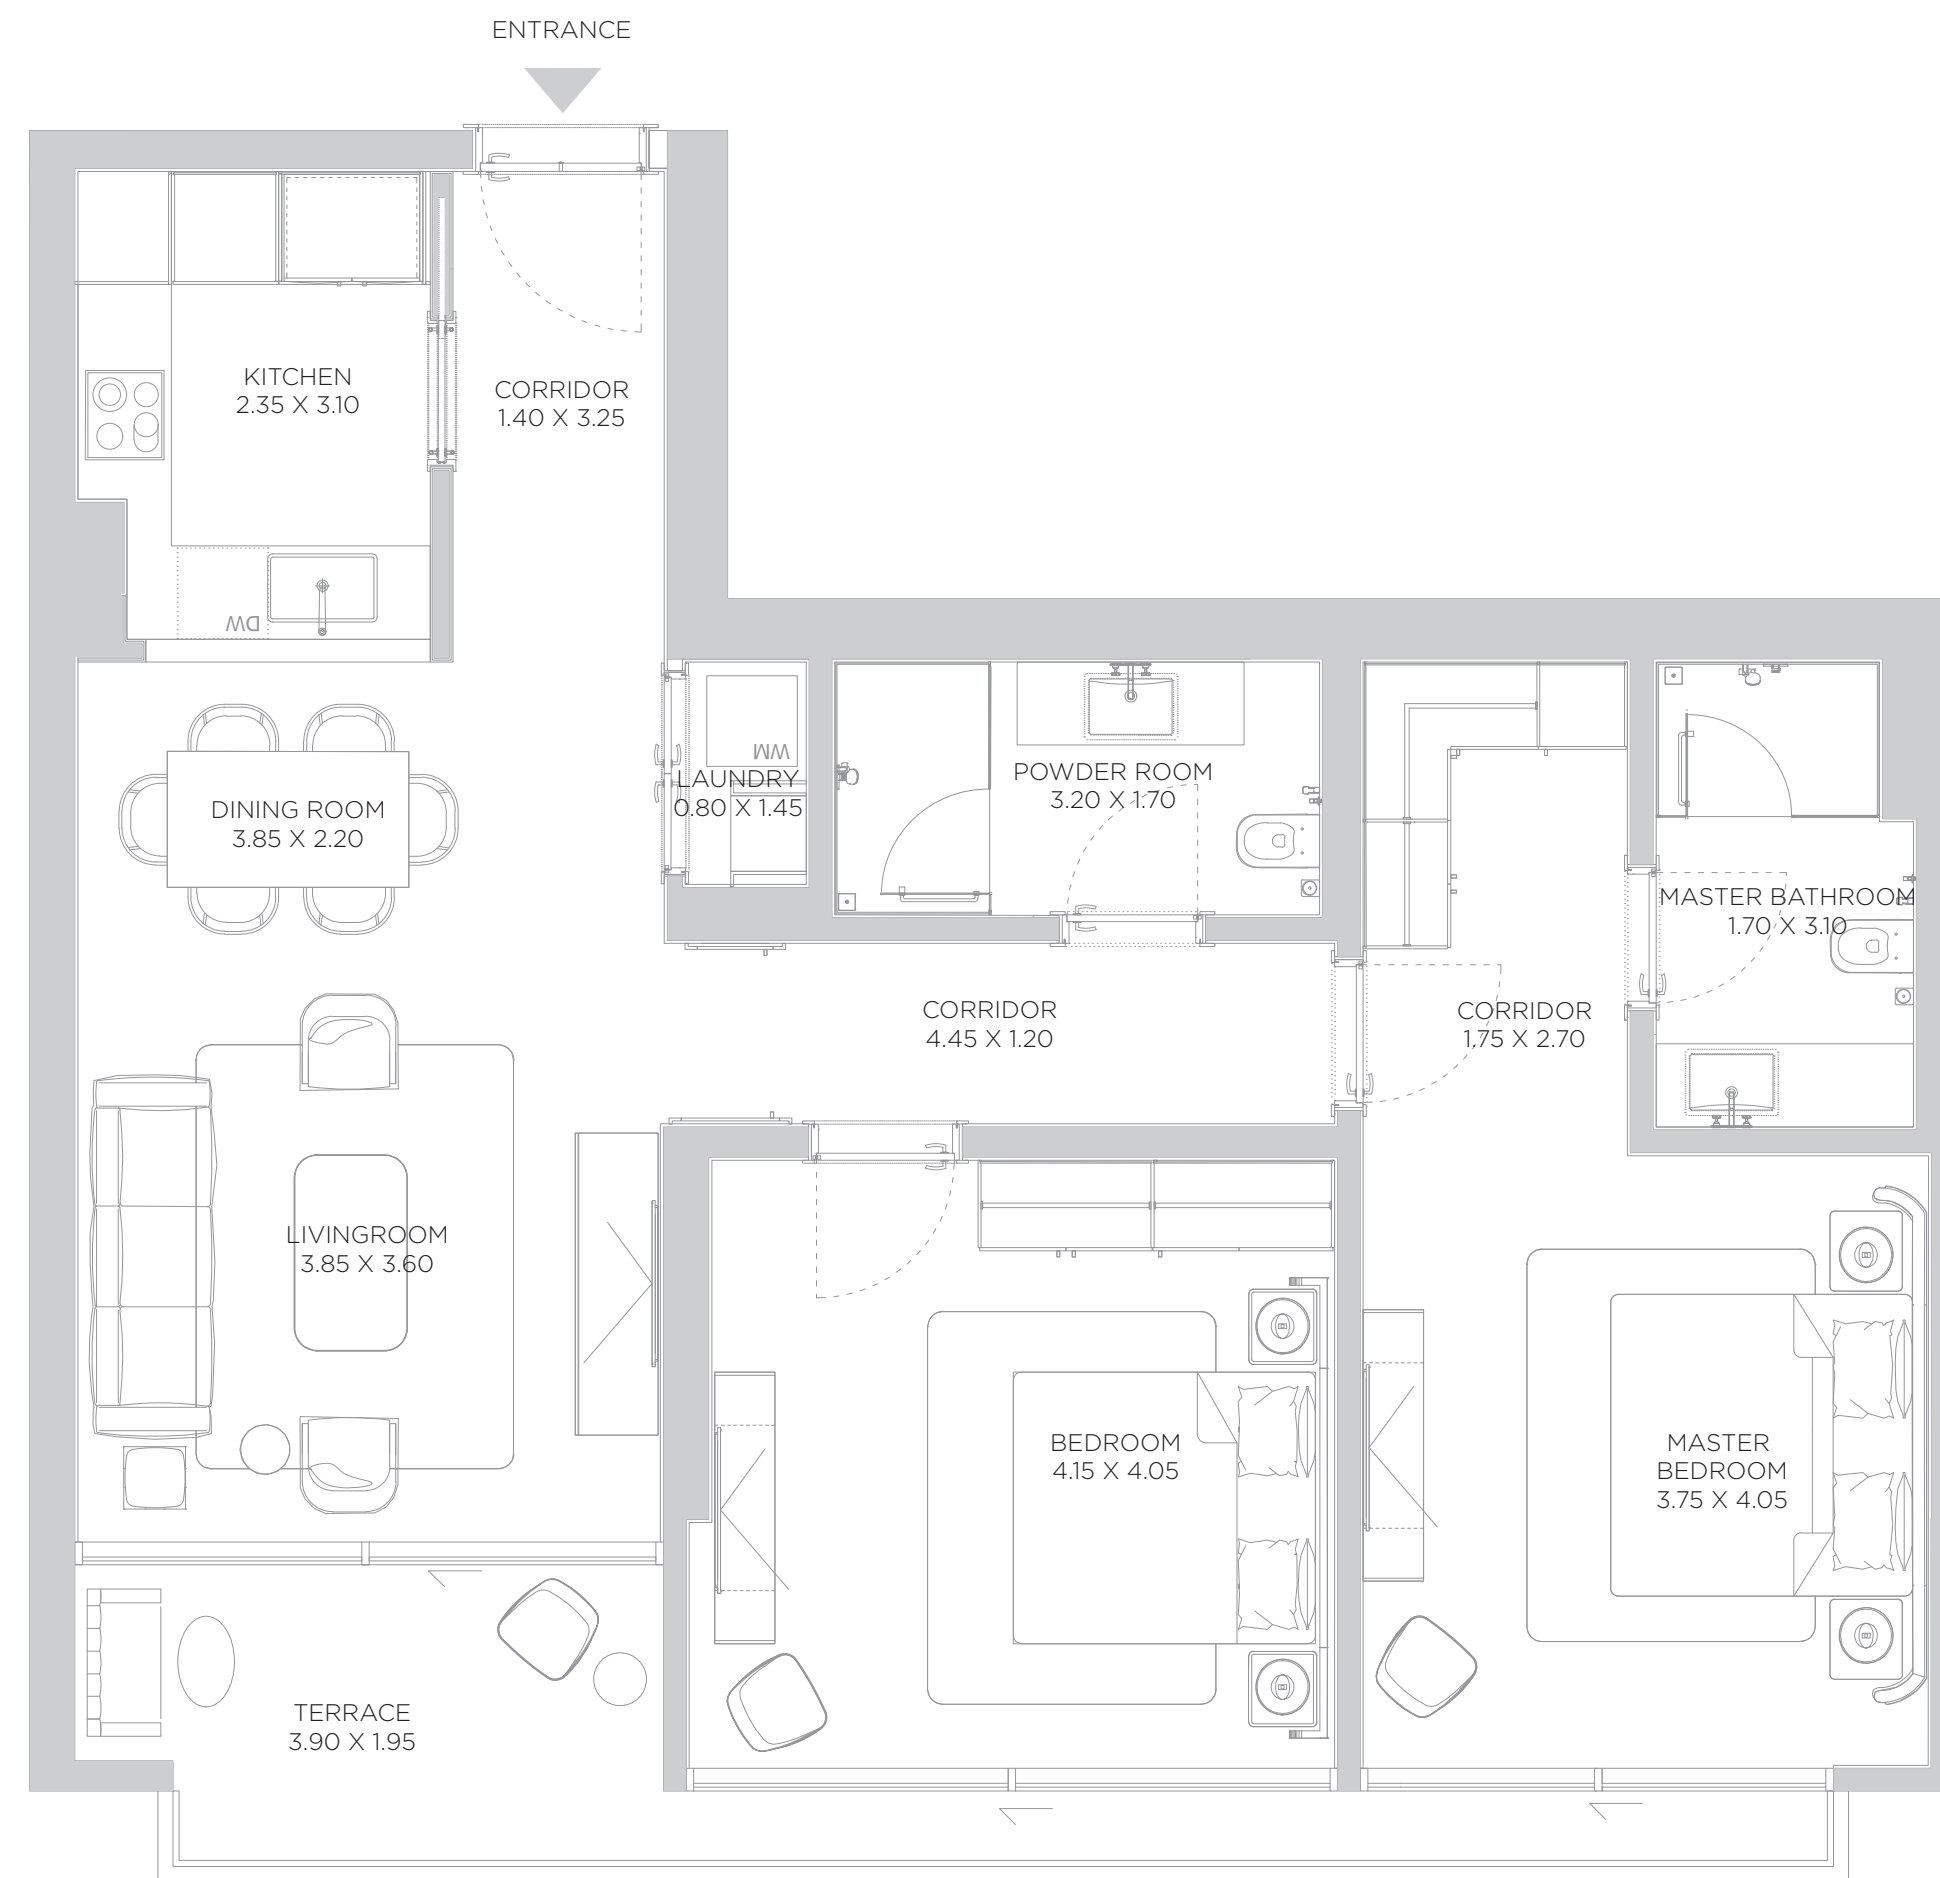 ENTRANCE
KITCHEN
2.35 X 3.10
CORRIDOR
1.40 X 3.25
DW
DINING ROOM
3.85 X 2.20
WM
LAUNDRY
0.80 X 1.45
POWDER ROOM
3.20 X 1.70
MASTER BATHROOM
1.70 X 3.10
CORRIDOR
4.45 X 1.20
CORRIDOR
1.75 X 2.70
LIVINGROOM
3.85 X 3.60
BEDROOM
4.15 X 4.05
MASTER
BEDROOM
3.75 X 4.05
TERRACE
3.90 X 1.95